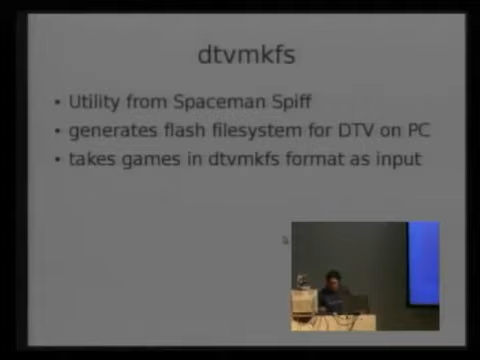 dtvmkfs
• Utility from Spaceman Spiff
• generates flash filesystem for DTV on PC
• takes games in dtvmkfs format as input